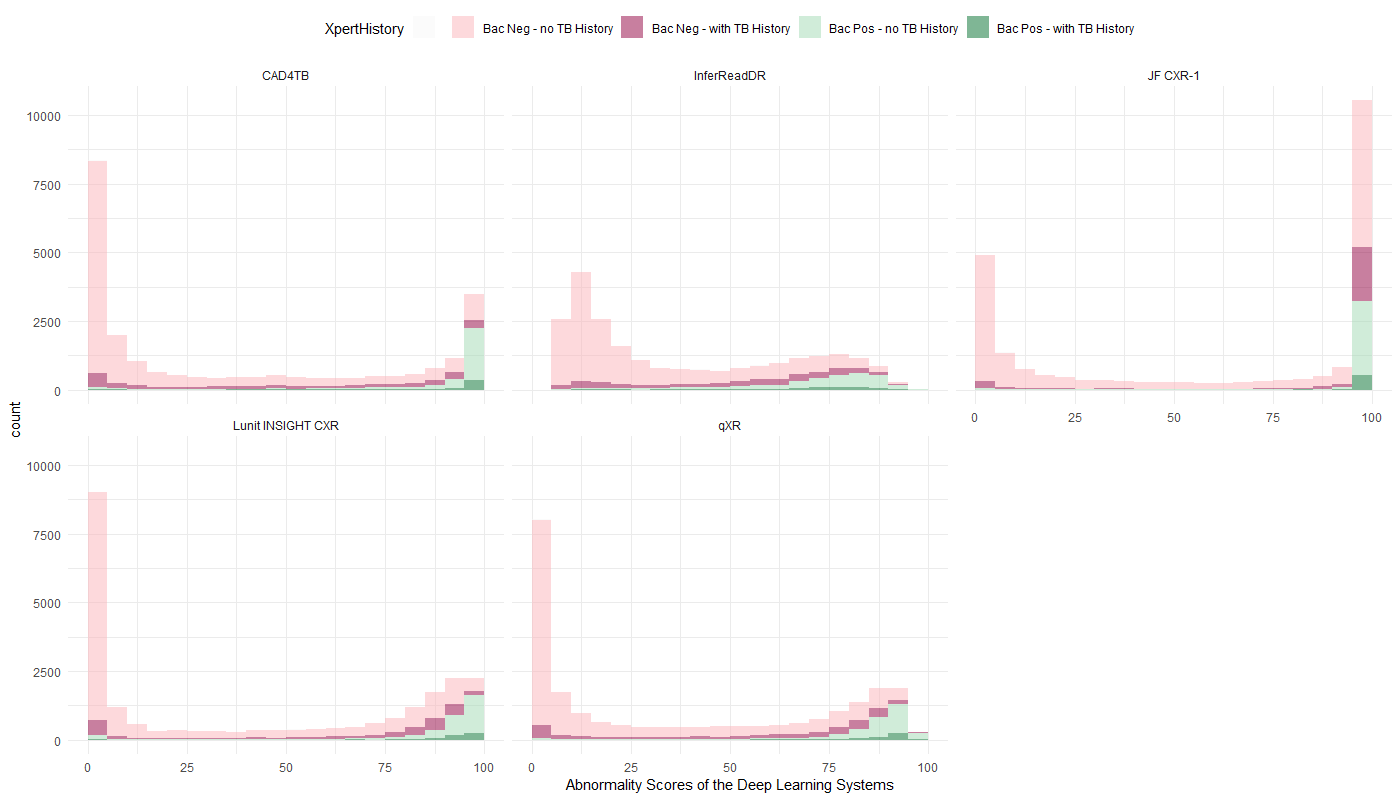 XpertHistory Bac Neg - no TB History Bac Neg - with TB History Bac Pos - no TB History Bac Pos - with TB History
CAD4TB InferReadDR JF CXR-1
10000
7500
5000
2500
0
0 25 50 75 100
count
Lunit INSIGHT CXR qXR
10000
7500
5000
2500
0
0 25 50 75 100 0 25 50 75 100
Abnormality Scores of the Deep Learning Systems